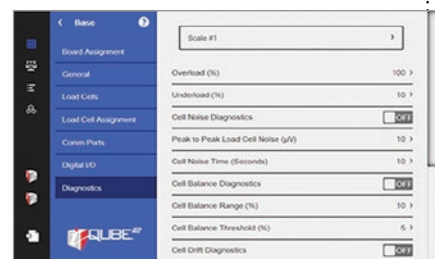 Base ?
Board Assignment
General
Load Cells
Load Cell Assignment
Comm Ports
Digital I/O
Diagnostics
QUBE
Scale #1
Overload (%) 100
Underload (%) 10
Cell Noise Diagnostics OFF
Peak to Peak Load Cell Noise (µV) 10
Cell Noise Time (Seconds) 10
Cell Balance Diagnostics OFF
Cell Balance Range (%) 10
Cell Balance Threshold (%) 5
Cell Drift Diagnostics OFF